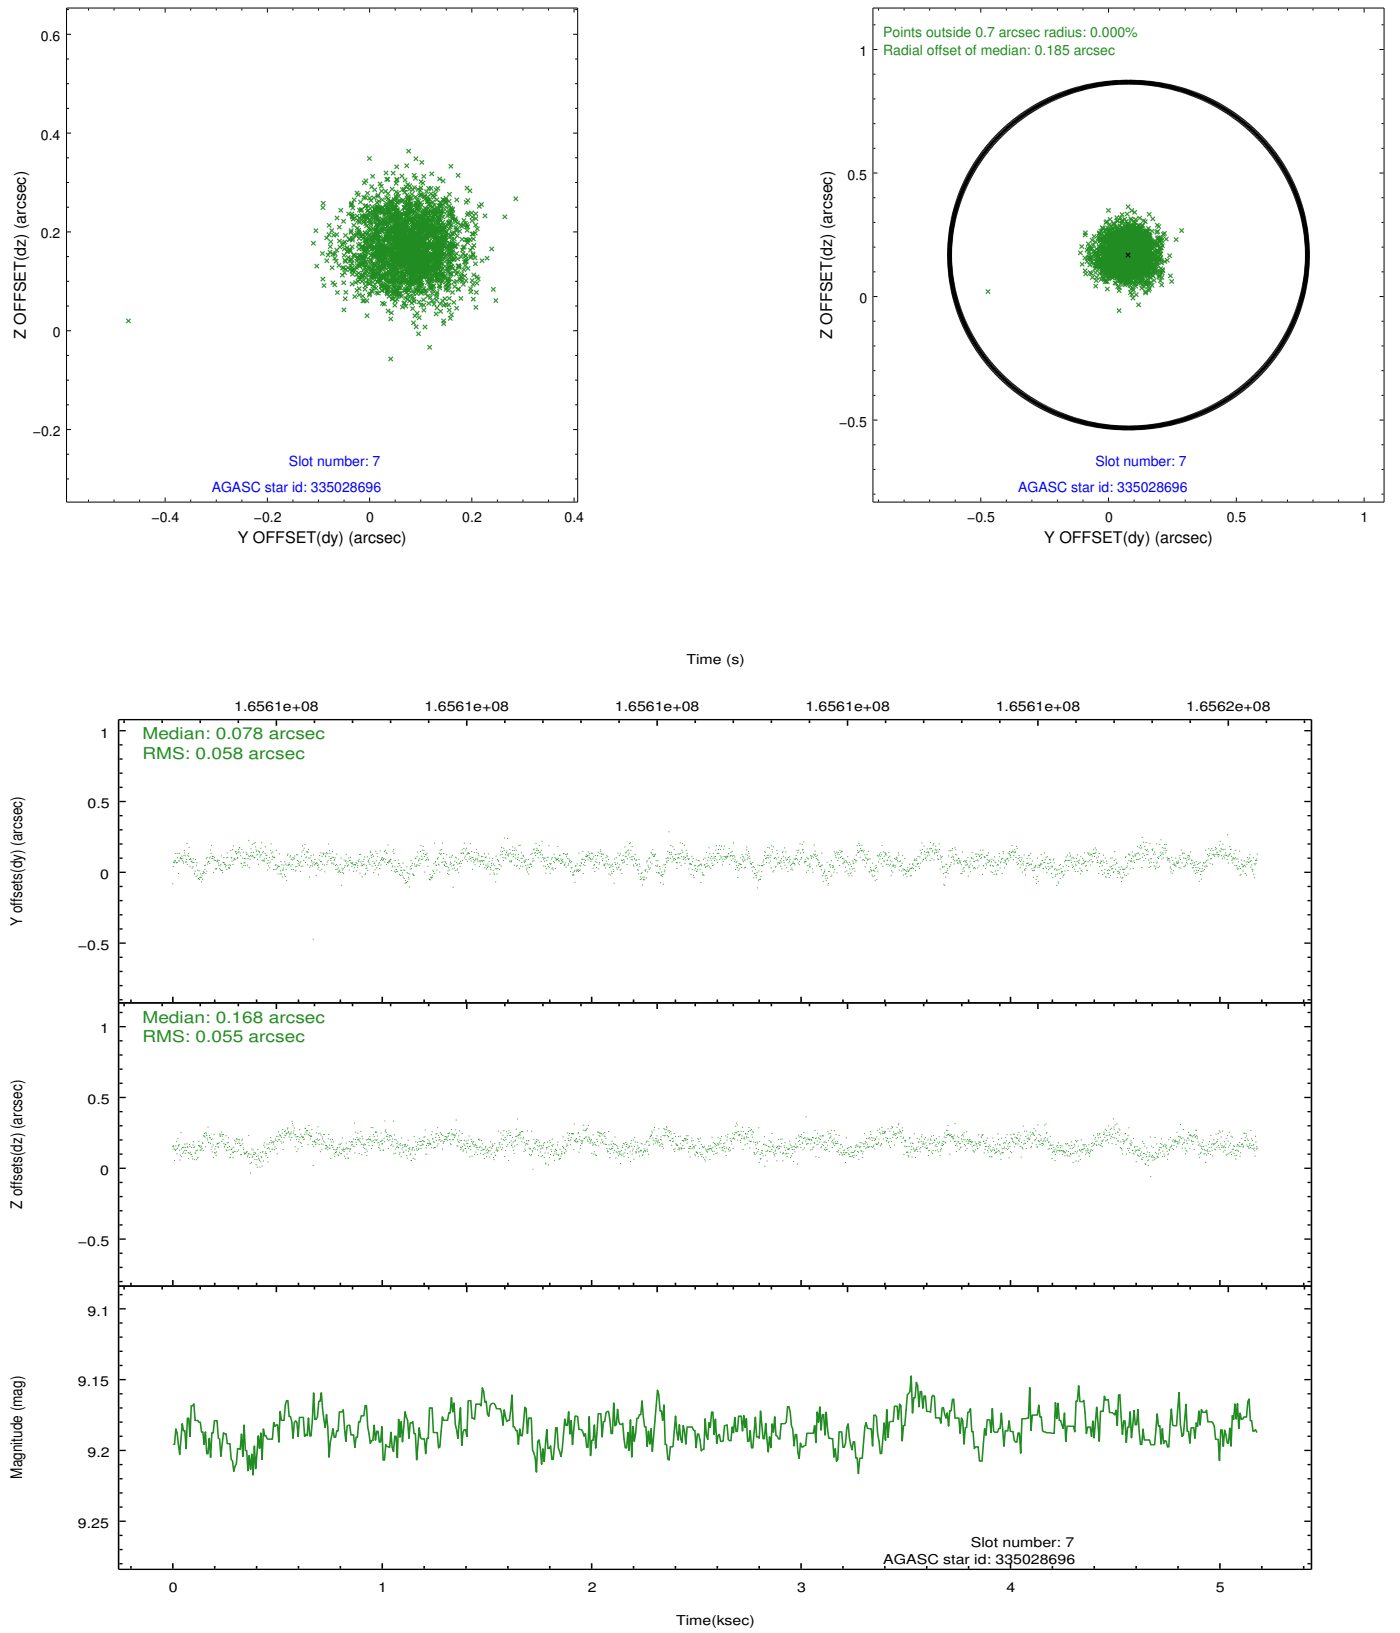 0.6
0.4
0.2
0
−0.2
Z OFFSET(dz) (arcsec)
Slot number: 7
AGASC star id: 335028696
−0.4 −0.2 0 0.2 0.4
Y OFFSET(dy) (arcsec)
Points outside 0.7 arcsec radius: 0.000%
Radial offset of median: 0.185 arcsec
1
0.5
0
−0.5
Z OFFSET(dz) (arcsec)
Slot number: 7
AGASC star id: 335028696
−0.5 0 0.5 1
Y OFFSET(dy) (arcsec)
Time (s)
1.6561e+08 1.6561e+08 1.6561e+08 1.6561e+08 1.6561e+08 1.6562e+08
Median: 0.078 arcsec
RMS: 0.058 arcsec
1
0.5
0
−0.5
Y offsets(dy) (arcsec)
Median: 0.168 arcsec
RMS: 0.055 arcsec
1
0.5
0
−0.5
Z offsets(dz) (arcsec)
9.1
9.15
9.2
9.25
Magnitude (mag)
Slot number: 7
AGASC star id: 335028696
0 1 2 3 4 5
Time(ksec)